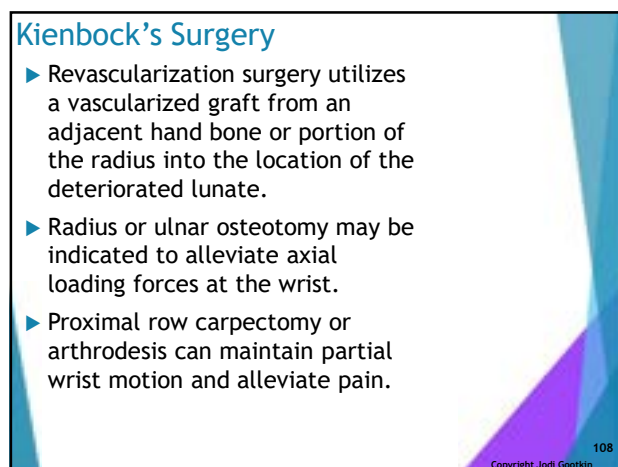 Kienbock's Surgery
▶ Revascularization surgery utilizes
a vascularized graft from an
adjacent hand bone or portion of
the radius into the location of the
deteriorated lunate.
▶ Radius or ulnar osteotomy may be
indicated to alleviate axial
loading forces at the wrist.
▶ Proximal row carpectomy or
arthrodesis can maintain partial
wrist motion and alleviate pain.
108
Copyright Jodi Gootkin